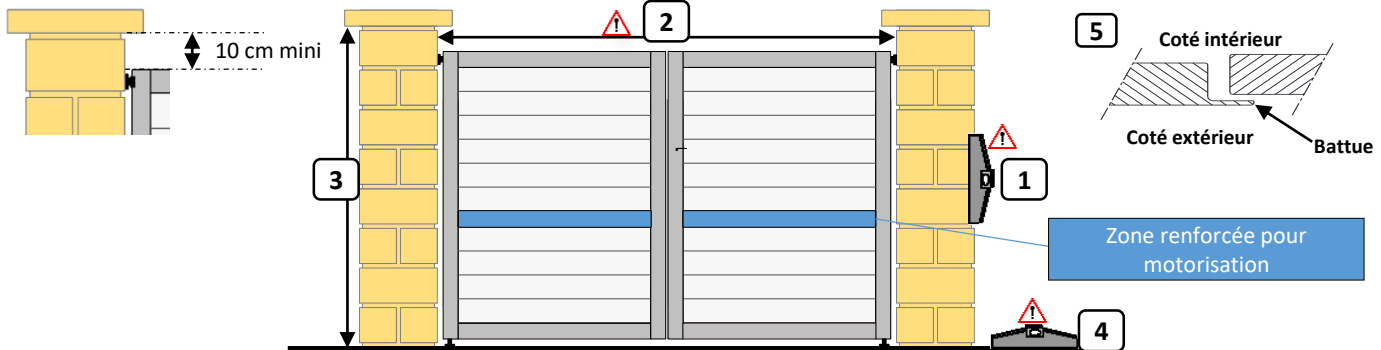 10 cm mini
2
5
Coté intérieur
Coté extérieur
Battue
3
1
Zone renforcée pour
motorisation
4